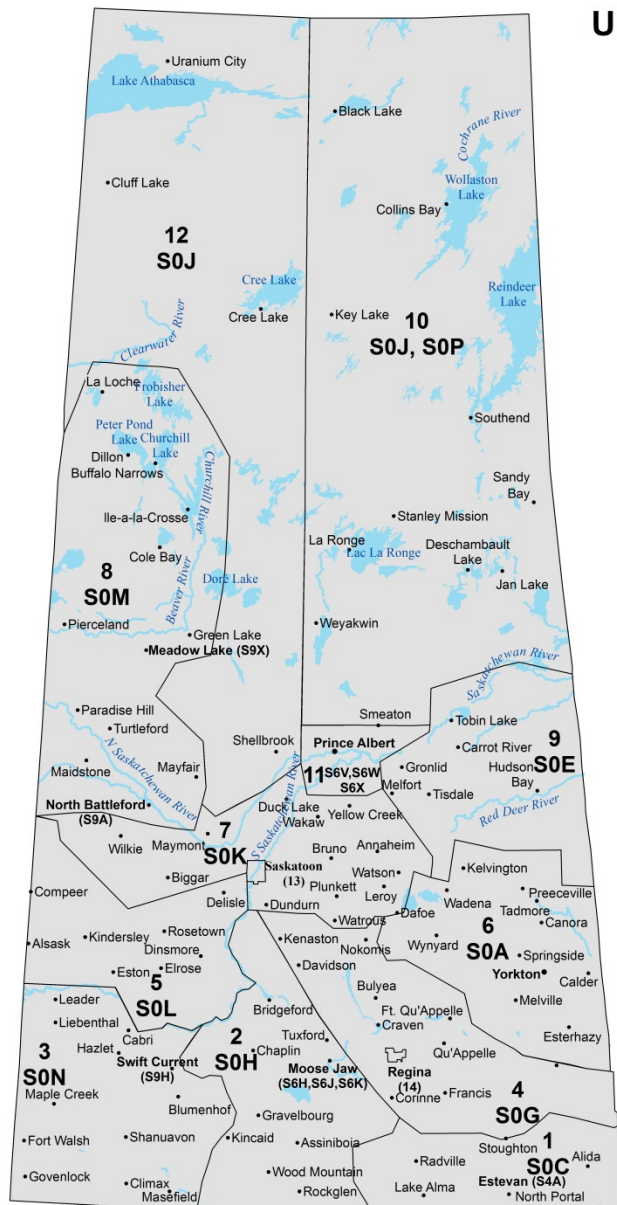 U
Uranium City
Lake Athabasca
Black Lake
Cochrane River
Cluff Lake
Wollaston
Lake
Collins Bay
12
S0J
Cree Lake
Cree Lake
Key Lake
10
S0J, S0P
Reindeer
Lake
Clearwater River
La Loche
Frobisher
Lake
Peter Pond
Lake
Churchill
Lake
Dillon
Buffalo Narrows
Churchill River
Southend
Sandy
Bay
Ile-a-la-Crosse
Stanley Mission
La Ronge
Lac La Ronge
Deschambault
Lake
Jan Lake
Cole Bay
8
S0M
Beaver River
Doré Lake
Pierceland
Green Lake
Meadow Lake (S9X)
Weyakwin
Saskatchewan River
Paradise Hill
Turtleford
N Saskatchewan River
Maidstone
Mayfair
North Battleford
(S9A)
Shellbrook
Smeaton
Prince Albert
11
S6V, S6W
S6X
Tobin Lake
Carrot River
9
S0E
Gronlid
Melfort
Hudson
Bay
Tisdale
Red Deer River
S Saskatchewan River
Duck Lake
Wakaw
Yellow Creek
7
S0K
Wilkie
Maymont
Biggar
Bruno
Annaheim
Saskatoon
(13)
Watson
Plunkett
Leroy
Kelvington
Wadena
Preeceville
Tadmore
Canora
Compeer
Delisle
Dundurn
Watrous
Dafoe
6
S0A
Alsask
Kindersley
Rosetown
Dinsmore
Kenaston
Nokomis
Wynyard
Springside
Yorkton
Calder
Eston
Elrose
5
S0L
Davidson
Bulyea
Melville
Leader
Liebenthal
Cabri
Bridgeford
Ft. Qu'Appelle
Craven
Esterhazy
3
S0N
Hazlet
Swift Current
(S9H)
2
S0H
Tuxford
Chaplin
Moose Jaw
(S6H,S6J,S6K)
Qu'Appelle
Regina
(14)
Maple Creek
Blumenhof
Gravelbourg
Corinne
Francis
4
S0G
Fort Walsh
Shanuavon
Kincaid
Assiniboia
Stoughton
1
S0C
Radville
Alida
Govenlock
Climax
Masefield
Wood Mountain
Rockglen
Estevan (S4A)
Lake Alma
North Portal